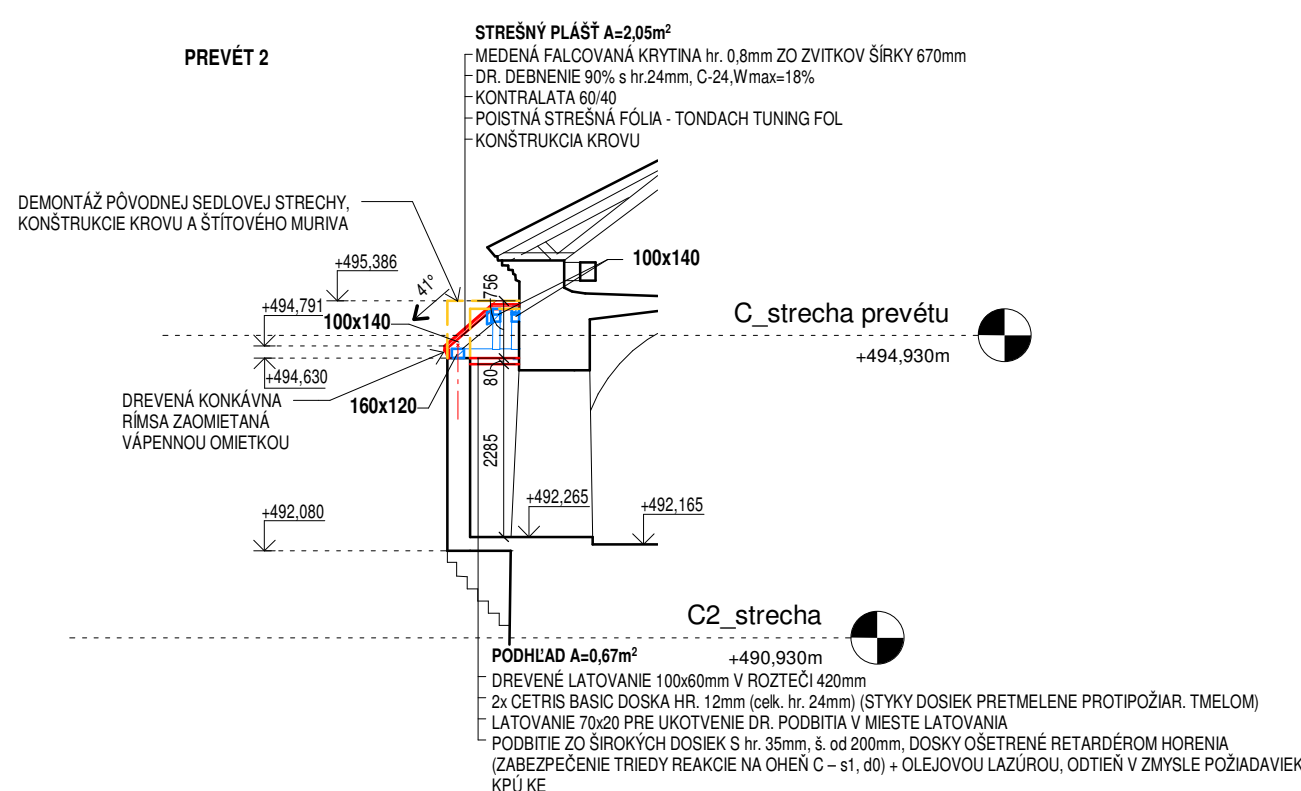 PREVÉT 2
STREŠNÝ PLÁŠŤ A=2,05m²
MEDENÁ FALCOVANÁ KRYTINA hr. 0,8mm ZO ZVITKOV ŠÍRKY 670mm
DR. DEBNENIE 90% s hr.24mm, C-24,Wmax=18%
KONTRALATA 60/40
POISTNÁ STREŠNÁ FÓLIA - TONDACH TUNING FOL
KONŠTRUKCIA KROVU
DEMONTÁŽ PÔVODNEJ SEDLOVEJ STRECHY,
KONŠTRUKCIE KROVU A ŠTÍTOVÉHO MURIVA
100x140
+495,386
41°
756
+494,791
100x140
C_strecha prevétu
+494,930m
+494,630
80
DREVENÁ KONKÁVNA
RÍMSA ZAOMIETANÁ
VÁPENNOU OMIETKOU
160x120
2285
+492,265
+492,165
+492,080
C2_strecha
+490,930m
PODHĽAD A=0,67m²
DREVENÉ LATOVANIE 100x60mm V ROZTEČI 420mm
2x CETRIS BASIC DOSKA HR. 12mm (celk. hr. 24mm) (STYKY DOSIEK PRETMELENE PROTIPOŽIAR. TMELOM)
LATOVANIE 70x20 PRE UKOTVENIE DR. PODBITIA V MIESTE LATOVANIA
PODBITIE ZO ŠIROKÝCH DOSIEK S hr. 35mm, š. od 200mm, DOSKY OŠETRENÉ RETARDÉROM HORENIA
(ZABEZPEČENIE TRIEDY REAKCIE NA OHEŇ C – s1, d0) + OLEJOVOU LAZÚROU, ODTIEŇ V ZMYSLE POŽIADAVIEK
KPÚ KE